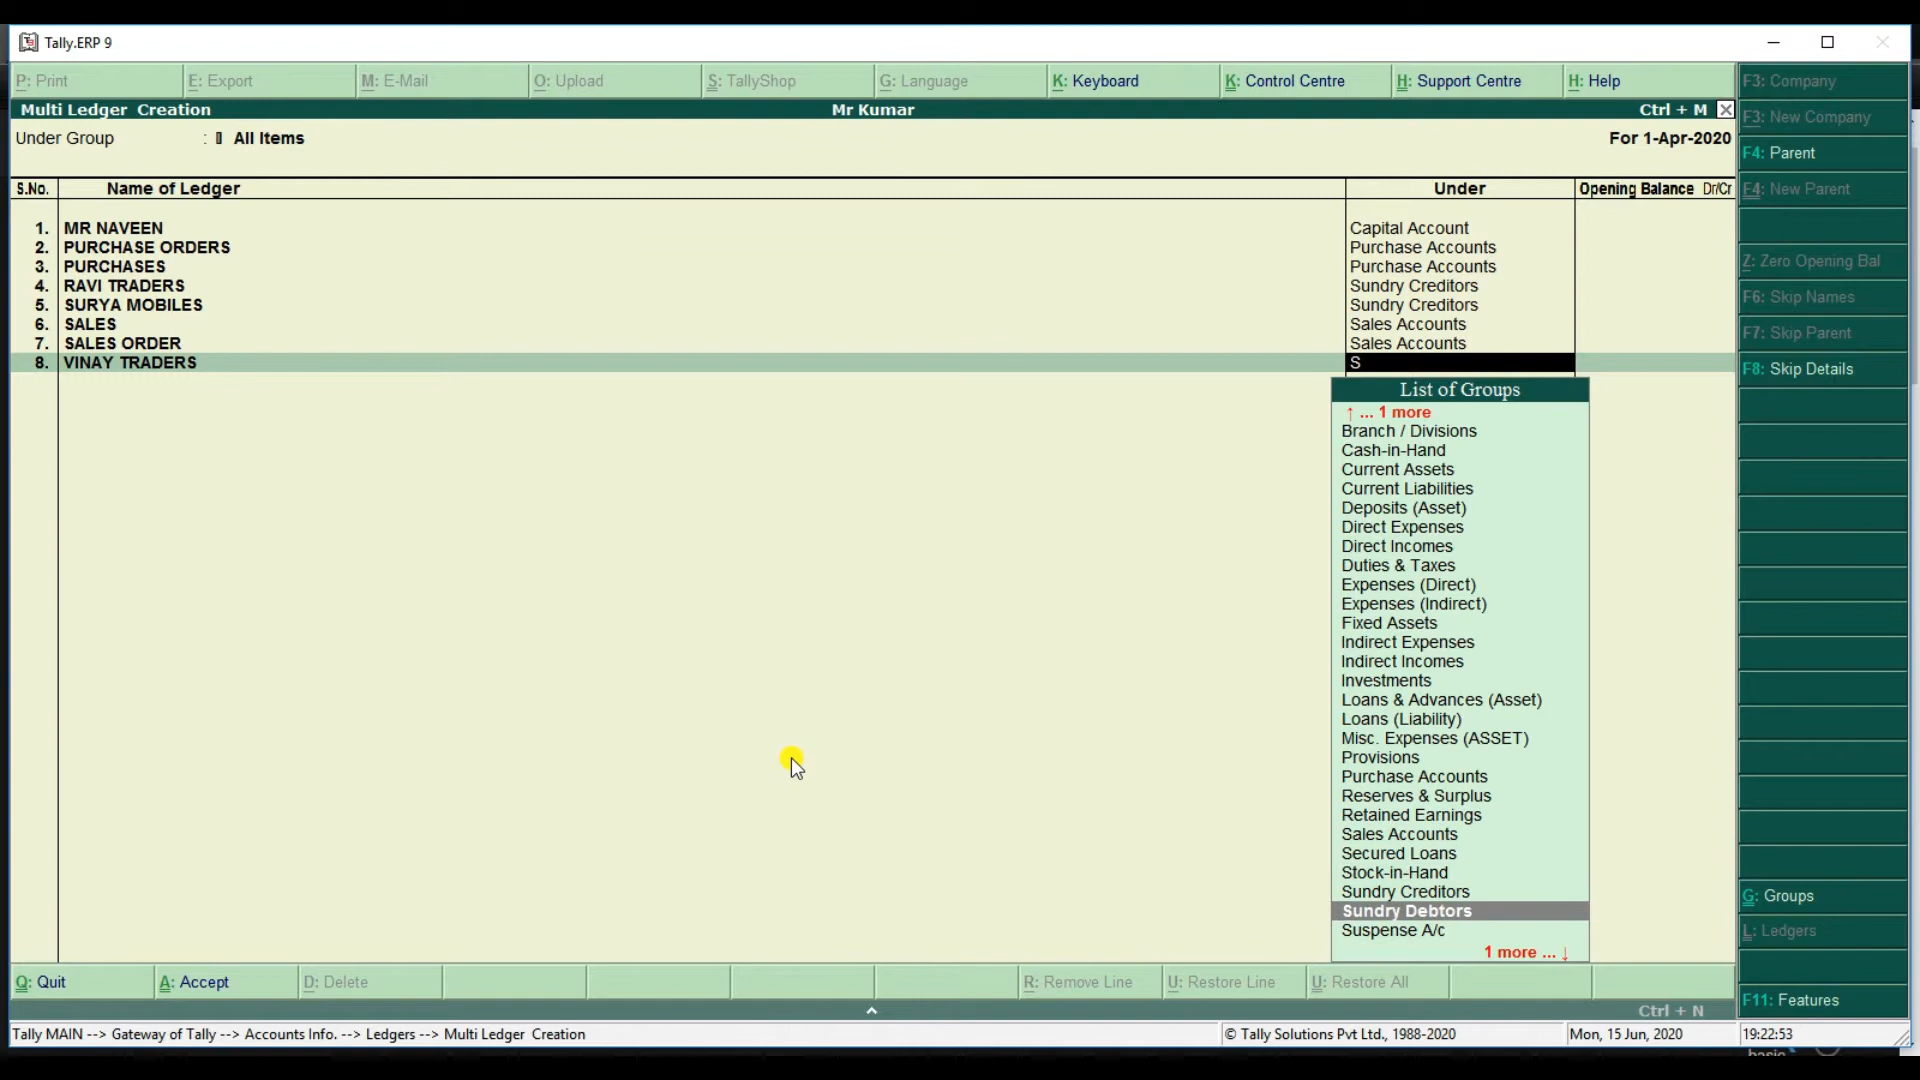 Tally.ERP 9
P: Print E: Export M: E-Mail O: Upload S: TallyShop G: Language K: Keyboard K: Control Centre H: Support Centre H: Help
Multi Ledger Creation Mr Kumar Ctrl + M
Under Group : All Items For 1-Apr-2020
S.No. Name of Ledger Under Opening Balance Dr/Cr
1. MR NAVEEN Capital Account
2. PURCHASE ORDERS Purchase Accounts
3. PURCHASES Purchase Accounts
4. RAVI TRADERS Sundry Creditors
5. SURYA MOBILES Sundry Creditors
6. SALES Sales Accounts
7. SALES ORDER Sales Accounts
8. VINAY TRADERS S
List of Groups
↑ ... 1 more
Branch / Divisions
Cash-in-Hand
Current Assets
Current Liabilities
Deposits (Asset)
Direct Expenses
Direct Incomes
Duties & Taxes
Expenses (Direct)
Expenses (Indirect)
Fixed Assets
Indirect Expenses
Indirect Incomes
Investments
Loans & Advances (Asset)
Loans (Liability)
Misc. Expenses (ASSET)
Provisions
Purchase Accounts
Reserves & Surplus
Retained Earnings
Sales Accounts
Secured Loans
Stock-in-Hand
Sundry Creditors
Sundry Debtors
Suspense A/c
1 more ... ↓
F3: Company
F3: New Company
F4: Parent
F4: New Parent
Z: Zero Opening Bal
F6: Skip Names
F7: Skip Parent
F8: Skip Details
G: Groups
L: Ledgers
F11: Features
Q: Quit A: Accept D: Delete R: Remove Line U: Restore Line U: Restore All
Ctrl + N
Tally MAIN --> Gateway of Tally --> Accounts Info. --> Ledgers --> Multi Ledger Creation © Tally Solutions Pvt Ltd., 1988-2020 Mon, 15 Jun, 2020 19:22:53
basic